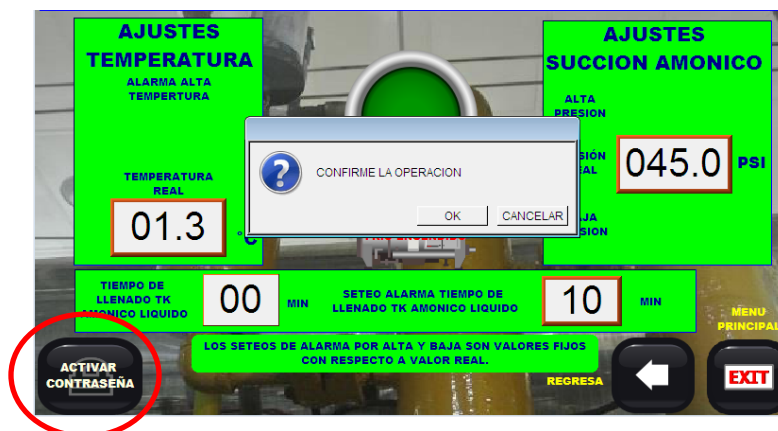 AJUSTES
TEMPERATURA
ALARMA ALTA
TEMPERTURA
TEMPERATURA
REAL
01.3
°C
AJUSTES
SUCCION AMONICO
ALTA
PRESION
045.0 PSI
CONFIRME LA OPERACION
OK CANCELAR
TIEMPO DE
LLENADO TK
AMONICO LIQUIDO
00 MIN
SETEO ALARMA TIEMPO DE
LLENADO TK AMONICO LIQUIDO
10 MIN
LOS SETEOS DE ALARMA POR ALTA Y BAJA SON VALORES FIJOS
CON RESPECTO A VALOR REAL.
ACTIVAR
CONTRASEÑA
REGRESA
MENU
PRINCIPAL
EXIT